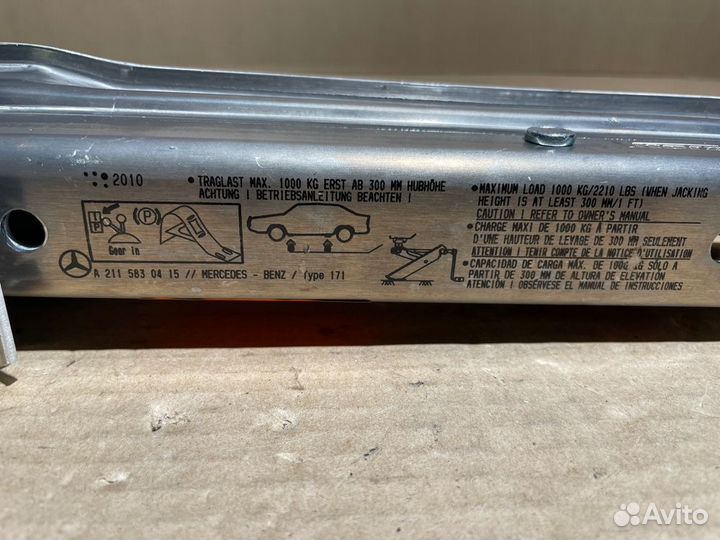 2010
• TRAGLAST MAX. 1000 KG ERST AB 300 MM HUBHÖHE
ACHTUNG ! BETRIEBSANLEITUNG BEACHTEN !
P
Gear in
A 211 583 04 15 // MERCEDES - BENZ / Type 171
• MAXIMUM LOAD 1000 KG/2210 LBS (WHEN JACKING
HEIGHT IS AT LEAST 300 MM/1 FT)
CAUTION ! REFER TO OWNER'S MANUAL
• CHARGE MAXI DE 1000 KG À PARTIR
D'UNE HAUTEUR DE LEVAGE DE 300 MM SEULEMENT
ATTENTION ! TENIR COMPTE DE LA NOTICE D'UTILISATION
• CAPACIDAD DE CARGA MÁX. DE 1000 KG SÓLO A
PARTIR DE 300 MM DE ALTURA DE ELEVATION
ATENCIÓN ! OBSÉRVESE EL MANUAL DE INSTRUCCIONES
Avito